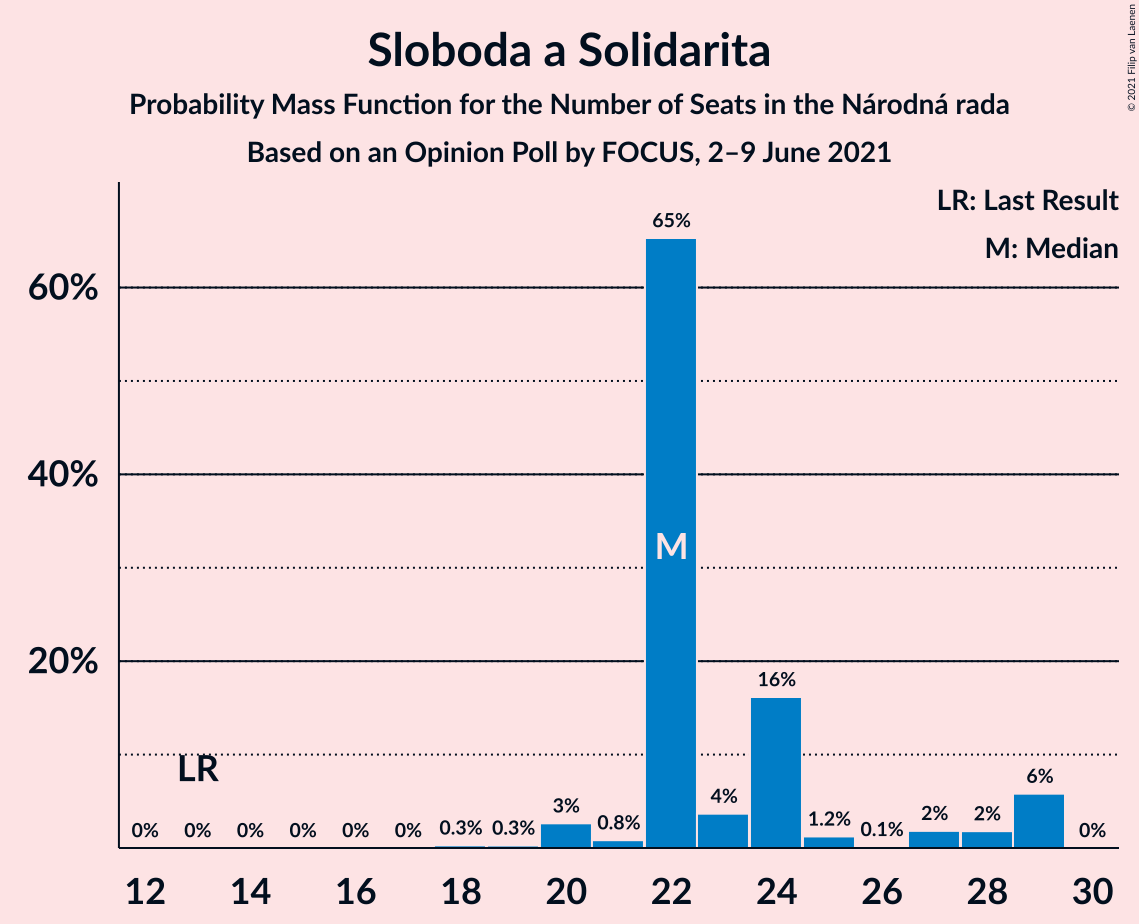 Sloboda a Solidarita
Probability Mass Function for the Number of Seats in the Národná rada
Based on an Opinion Poll by FOCUS, 2–9 June 2021
© 2021 Filip van Laenen
LR: Last Result
M: Median
60%
40%
20%
0% 0% 0% 0% 0% 0% 0.3% 0.3% 3% 0.8% 65% 4% 16% 1.2% 0.1% 2% 2% 6% 0%
LR
M
12 14 16 18 20 22 24 26 28 30